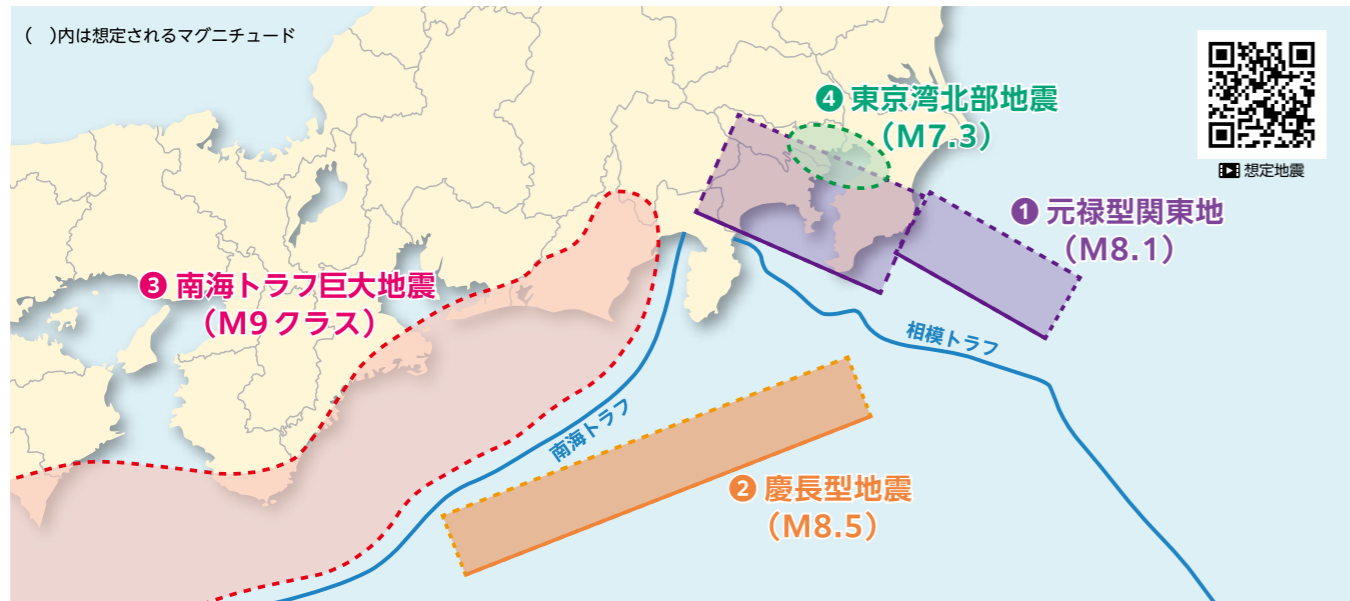 (　)内は想定されるマグニチュード
❹ 東京湾北部地震
（M7.3）
想定地震
❶ 元禄型関東地
（M8.1）
❸ 南海トラフ巨大地震
（M9クラス）
相模トラフ
南海トラフ
❷ 慶長型地震
（M8.5）